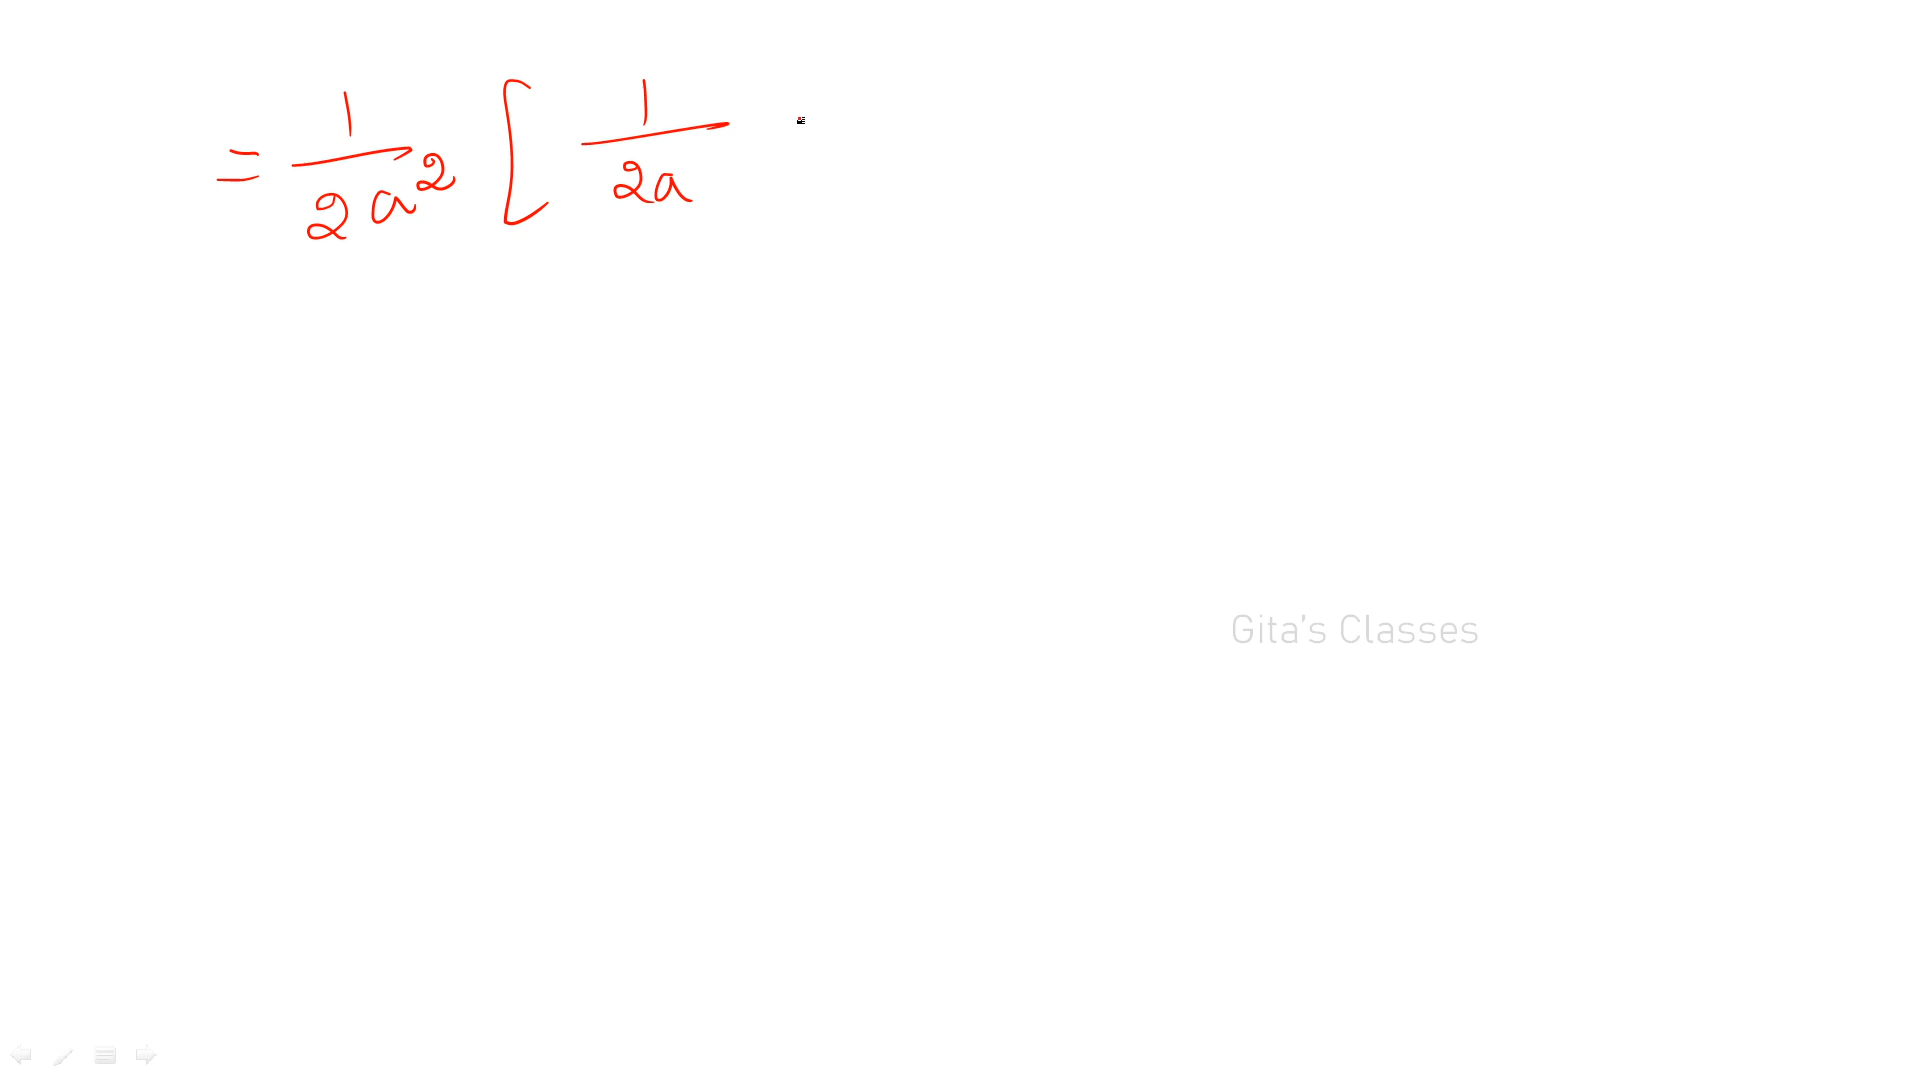 = 1/2a² [ 1/2a
Gita's Classes